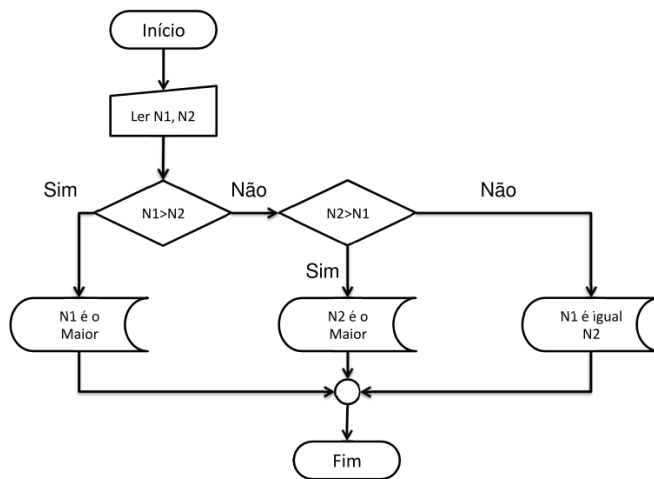 Início
Ler N1, N2
Sim
N1>N2
Não
N2>N1
Não
Sim
N1 é o
Maior
N2 é o
Maior
N1 é igual
N2
Fim